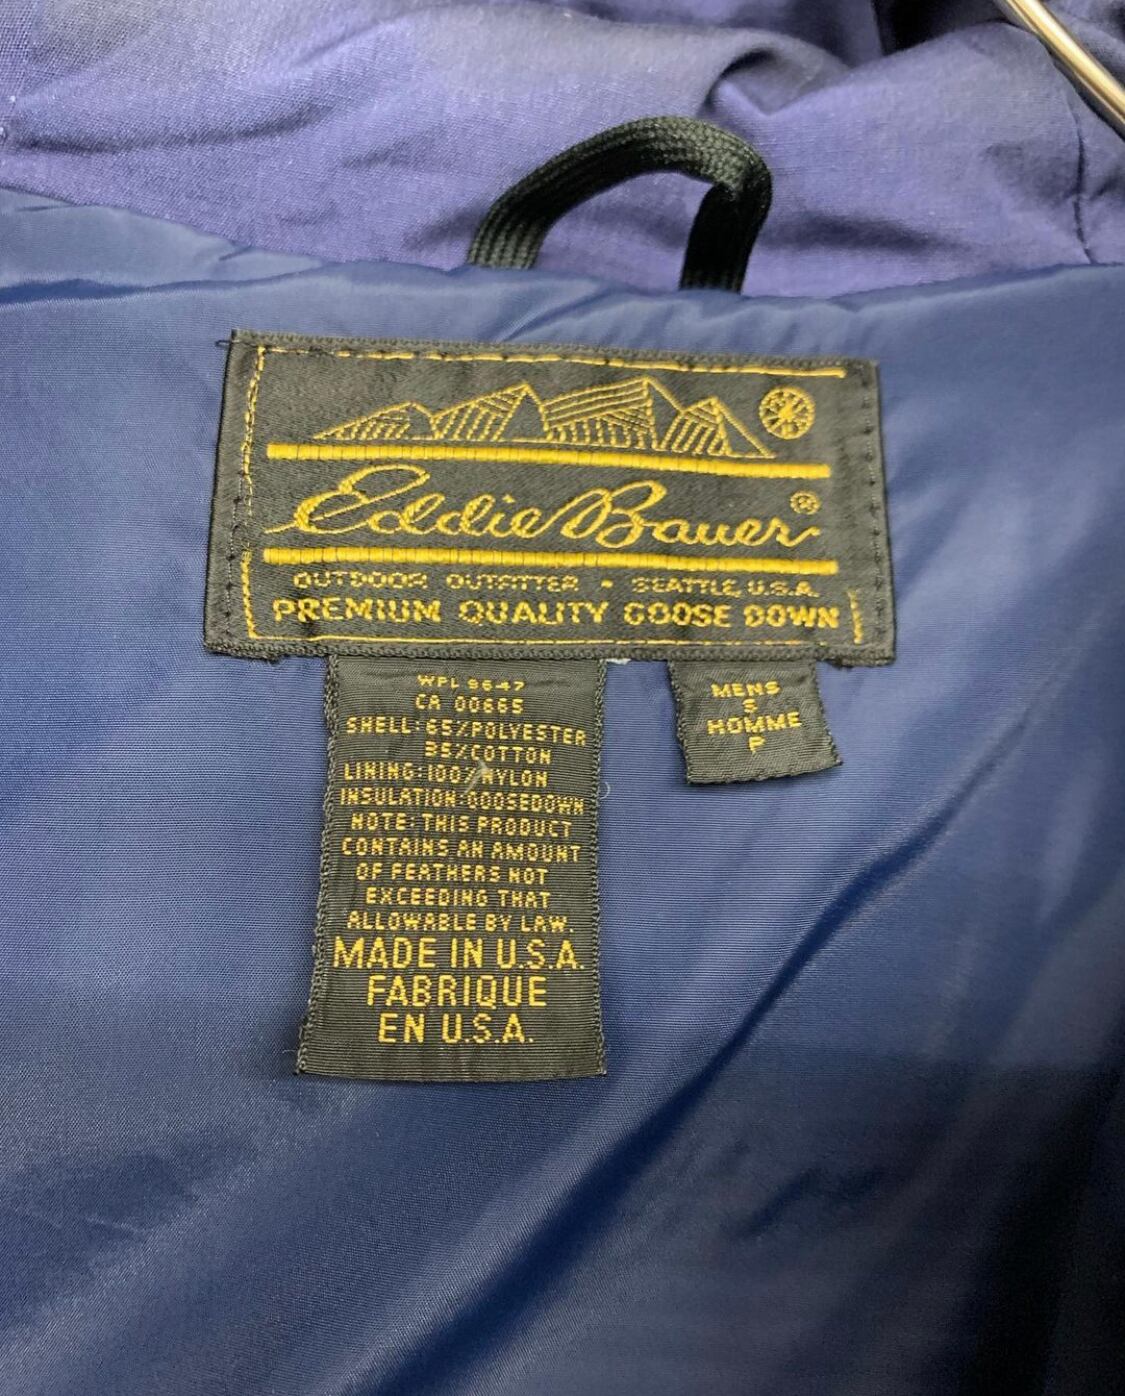 Eddie Bauer®
OUTDOOR OUTFITTER • SEATTLE, U.S.A.
PREMIUM QUALITY GOOSE DOWN
WPL 9647
CA 00665
SHELL: 65% POLYESTER
35% COTTON
LINING: 100% NYLON
INSULATION-GOOSEDOWN
NOTE: THIS PRODUCT
CONTAINS AN AMOUNT
OF FEATHERS NOT
EXCEEDING THAT
ALLOWABLE BY LAW.
MADE IN U.S.A.
FABRIQUE
EN U.S.A.
MENS
S
HOMME
P